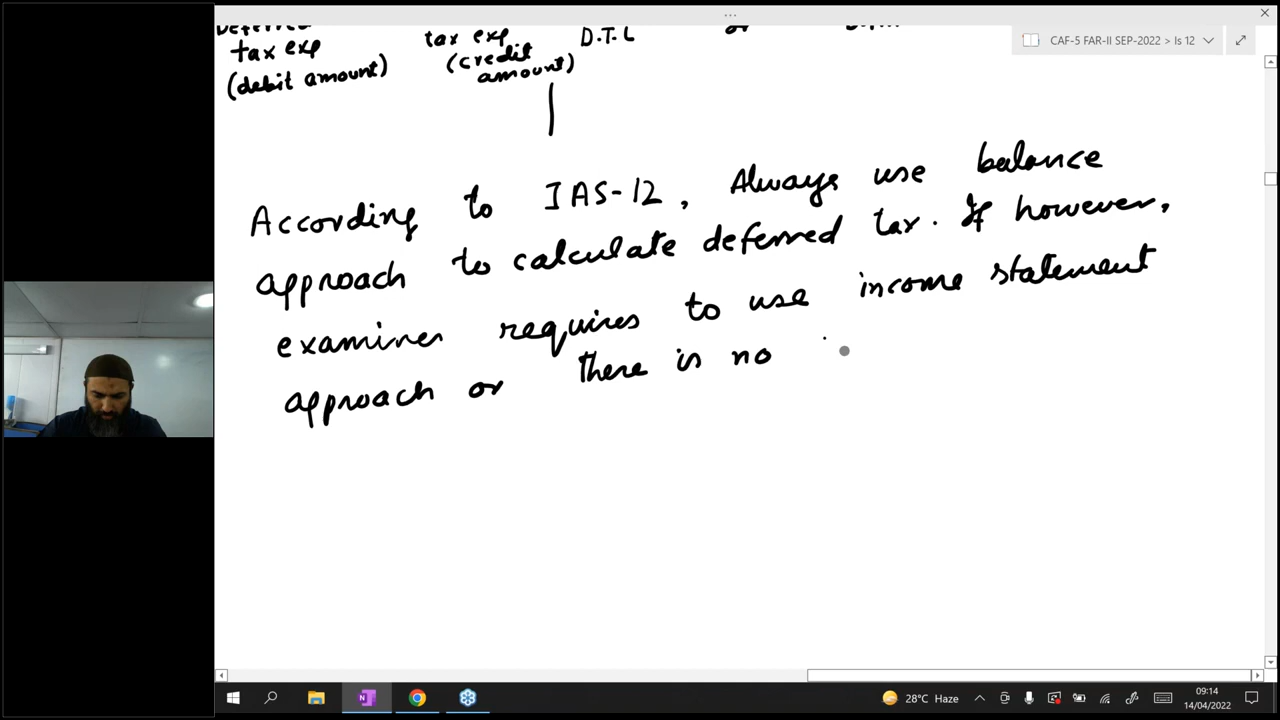 CAF-5 FAR-II SEP-2022 > Is 12
tax exp
(debit amount)
tax exp
(credit
amount)
D.T.L
According to IAS-12, Always use balance
approach to calculate deferred tax. If however,
examiner requires to use income statement
approach or there is no
28°C Haze
09:14
14/04/2022